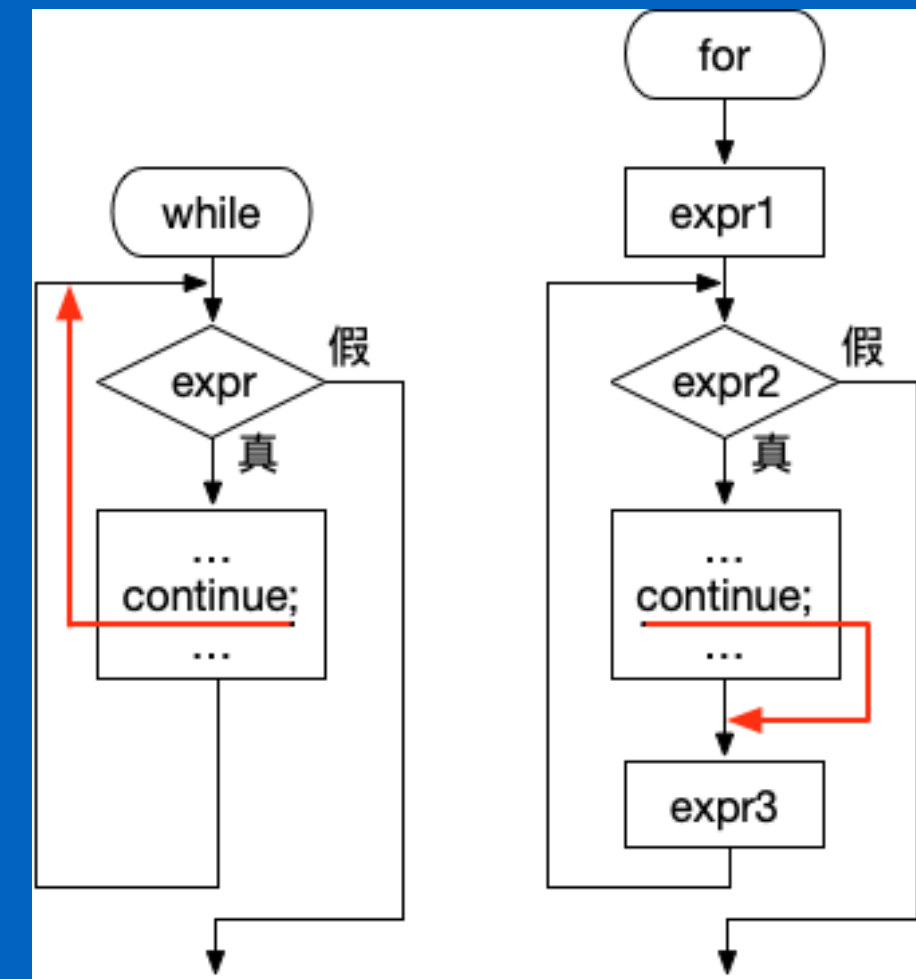 while
expr
假
真
...
continue;
...
for
expr1
expr2
假
真
...
continue;
...
expr3